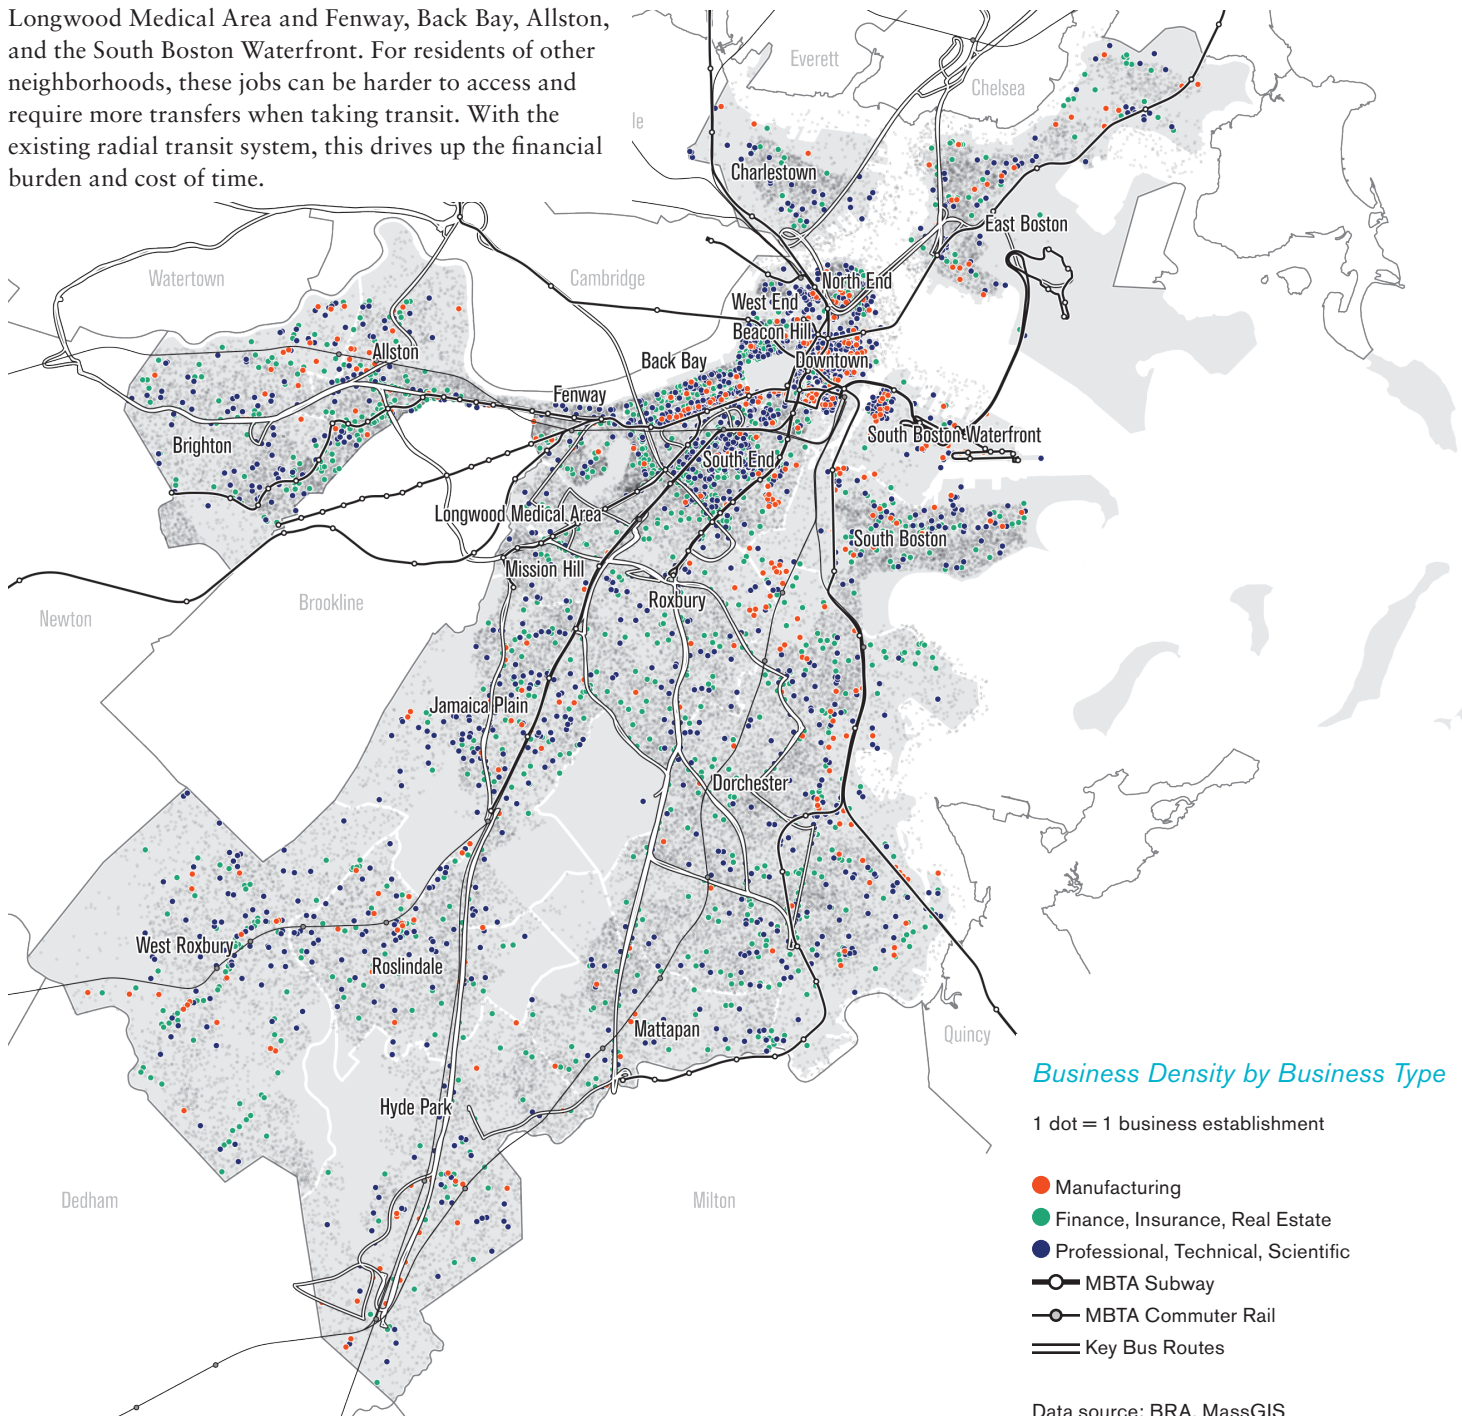 Longwood Medical Area and Fenway, Back Bay, Allston,
and the South Boston Waterfront. For residents of other
neighborhoods, these jobs can be harder to access and
require more transfers when taking transit. With the
existing radial transit system, this drives up the financial
burden and cost of time.
Everett
Chelsea
le
Charlestown
East Boston
Watertown
Cambridge
North End
West End
Beacon Hill
Back Bay
Downtown
Allston
Fenway
Brighton
South Boston Waterfront
South End
Longwood Medical Area
South Boston
Mission Hill
Roxbury
Brookline
Newton
Jamaica Plain
Dorchester
West Roxbury
Roslindale
Mattapan
Quincy
Hyde Park
Dedham
Milton
Business Density by Business Type
1 dot = 1 business establishment
Manufacturing
Finance, Insurance, Real Estate
Professional, Technical, Scientific
MBTA Subway
MBTA Commuter Rail
Key Bus Routes
Data source: BRA, MassGIS